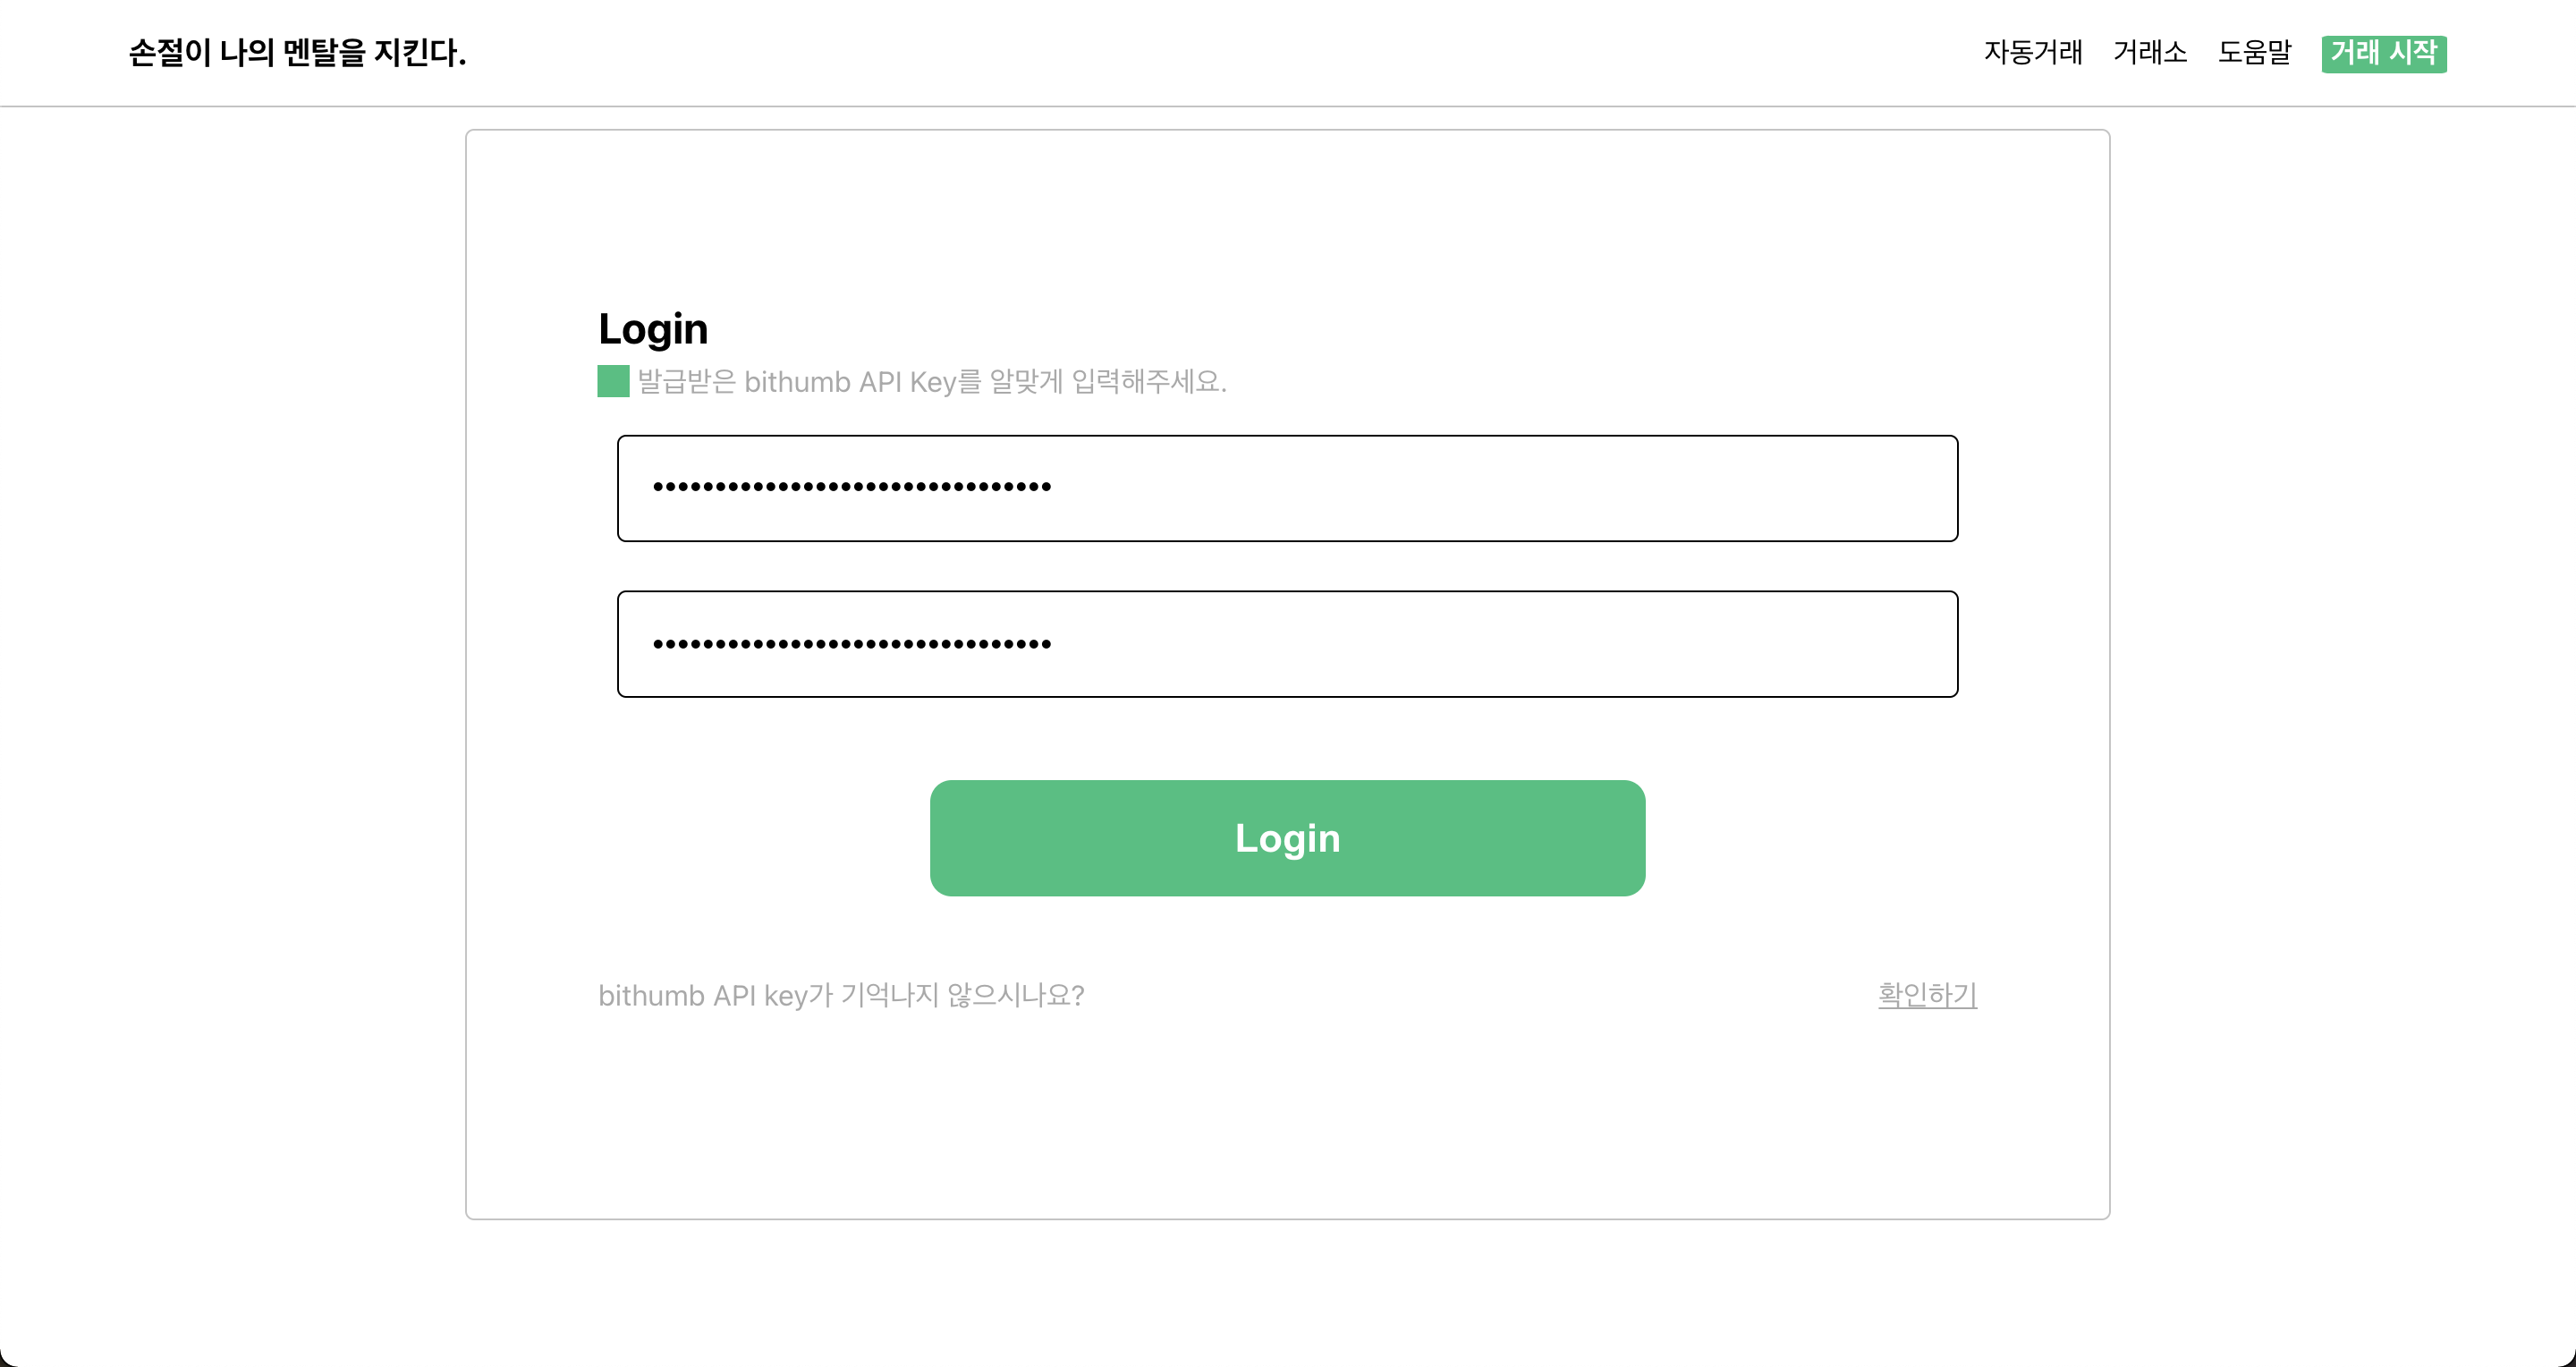 손절이 나의 멘탈을 지킨다.
자동거래 거래소 도움말 거래 시작
Login
발급받은 bithumb API Key를 알맞게 입력해주세요.
••••••••••••••••••••••••••••••••
••••••••••••••••••••••••••••••••
Login
bithumb API key가 기억나지 않으시나요? 확인하기